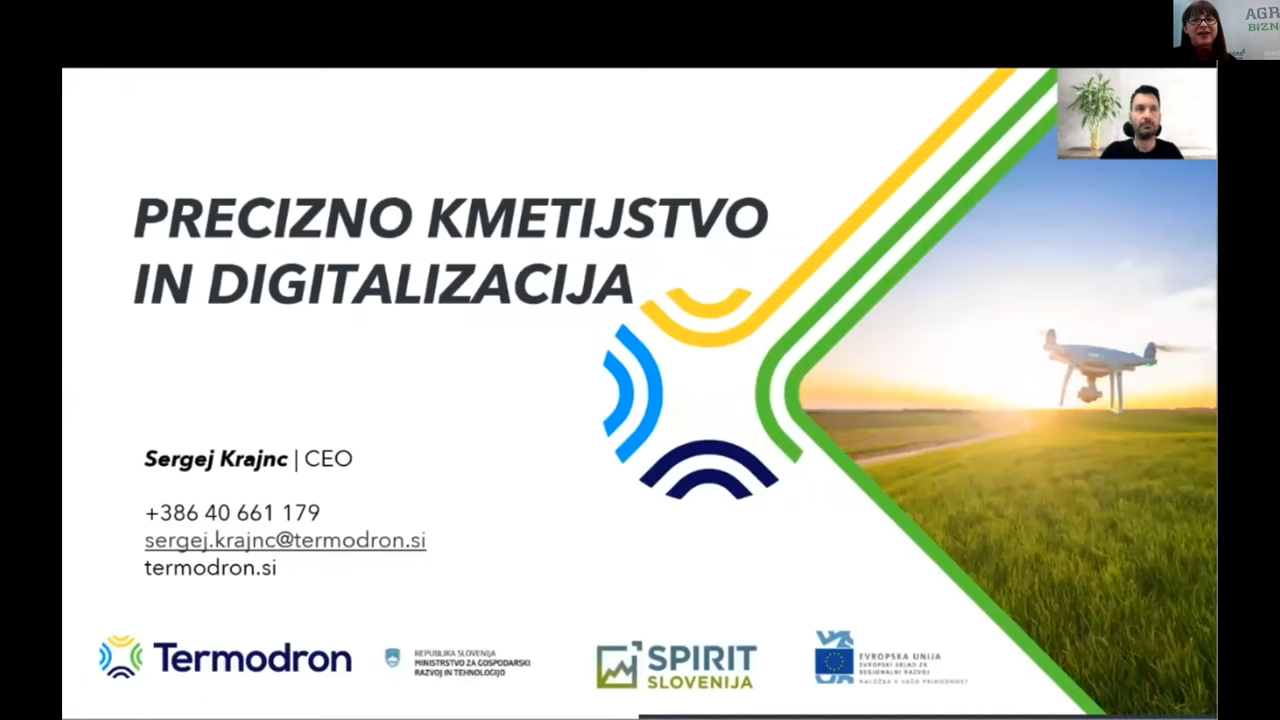 AGR
BIZN
PRECIZNO KMETIJSTVO
IN DIGITALIZACIJA
Sergej Krajnc | CEO
+386 40 661 179
sergej.krajnc@termodron.si
termodron.si
Termodron
REPUBLIKA SLOVENIJA
MINISTRSTVO ZA GOSPODARSKI
RAZVOJ IN TEHNOLOGIJO
SPIRIT
SLOVENIJA
EVROPSKA UNIJA
EVROPSKI SKLAD ZA
REGIONALNI RAZVOJ
NALOŽBA V VAŠO PRIHODNOST